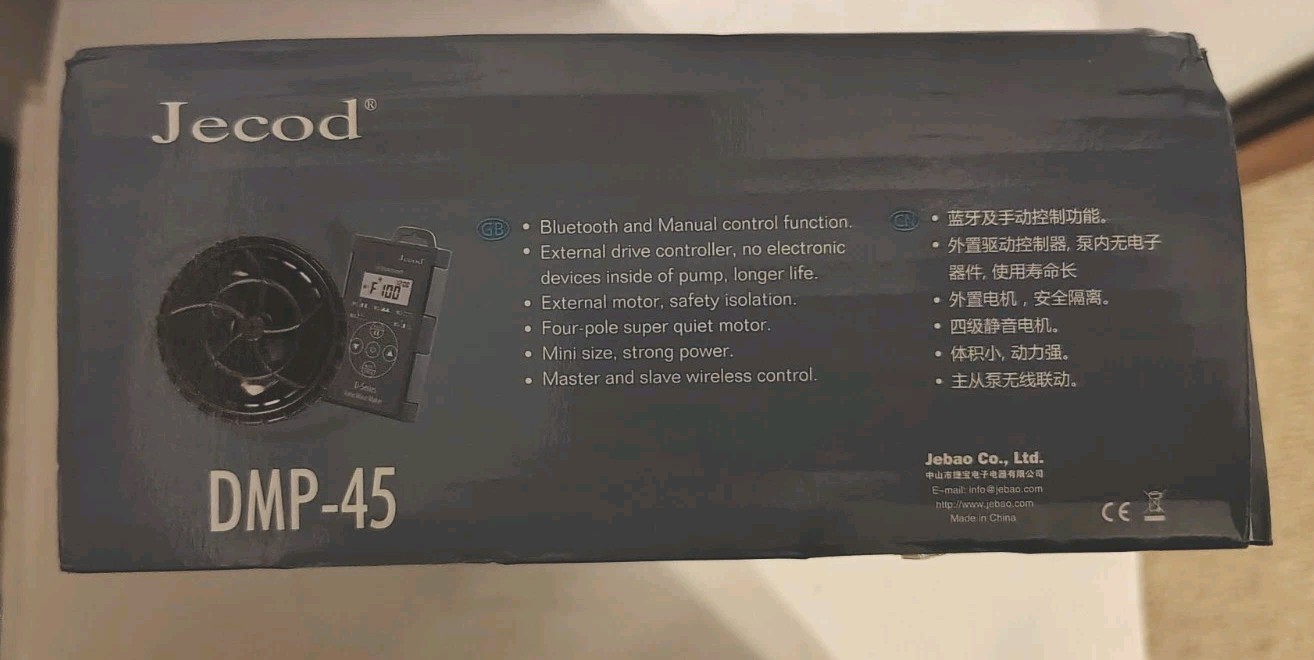 Jecod®
Jecod
F100
DMP-45
GB
• Bluetooth and Manual control function.
• External drive controller, no electronic
devices inside of pump, longer life.
• External motor, safety isolation.
• Four-pole super quiet motor.
• Mini size, strong power.
• Master and slave wireless control.
CN
• 蓝牙及手动控制功能。
• 外置驱动控制器, 泵内无电子
器件, 使用寿命长
• 外置电机，安全隔离。
• 四级静音电机。
• 体积小, 动力强。
• 主从泵无线联动。
Jebao Co., Ltd.
中山市捷宝电子电器有限公司
E-mail: info@jebao.com
http://www.jebao.com
Made in China
CE